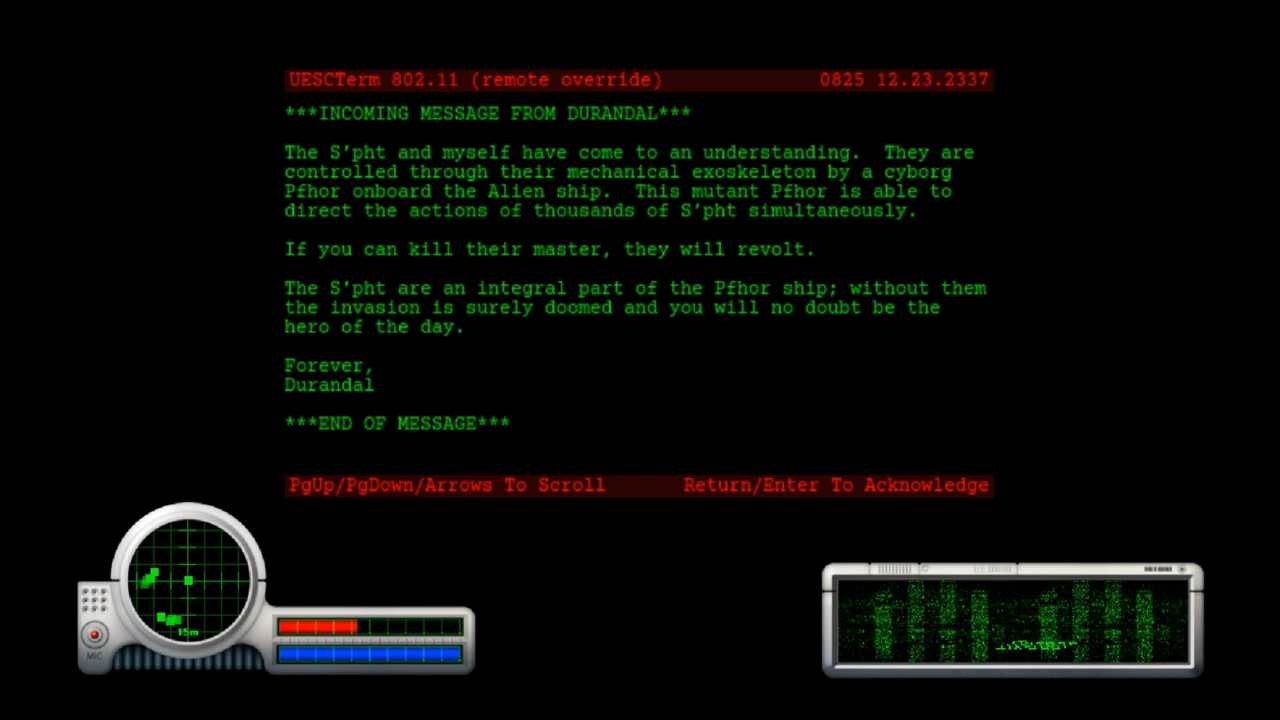 UESCTerm 802.11 (remote override) 0825 12.23.2337
***INCOMING MESSAGE FROM DURANDAL***
The S'pht and myself have come to an understanding.  They are
controlled through their mechanical exoskeleton by a cyborg
Pfhor onboard the Alien ship.  This mutant Pfhor is able to
direct the actions of thousands of S'pht simultaneously.
If you can kill their master, they will revolt.
The S'pht are an integral part of the Pfhor ship; without them
the invasion is surely doomed and you will no doubt be the
hero of the day.
Forever,
Durandal
***END OF MESSAGE***
PgUp/PgDown/Arrows To Scroll Return/Enter To Acknowledge
15m
MIC